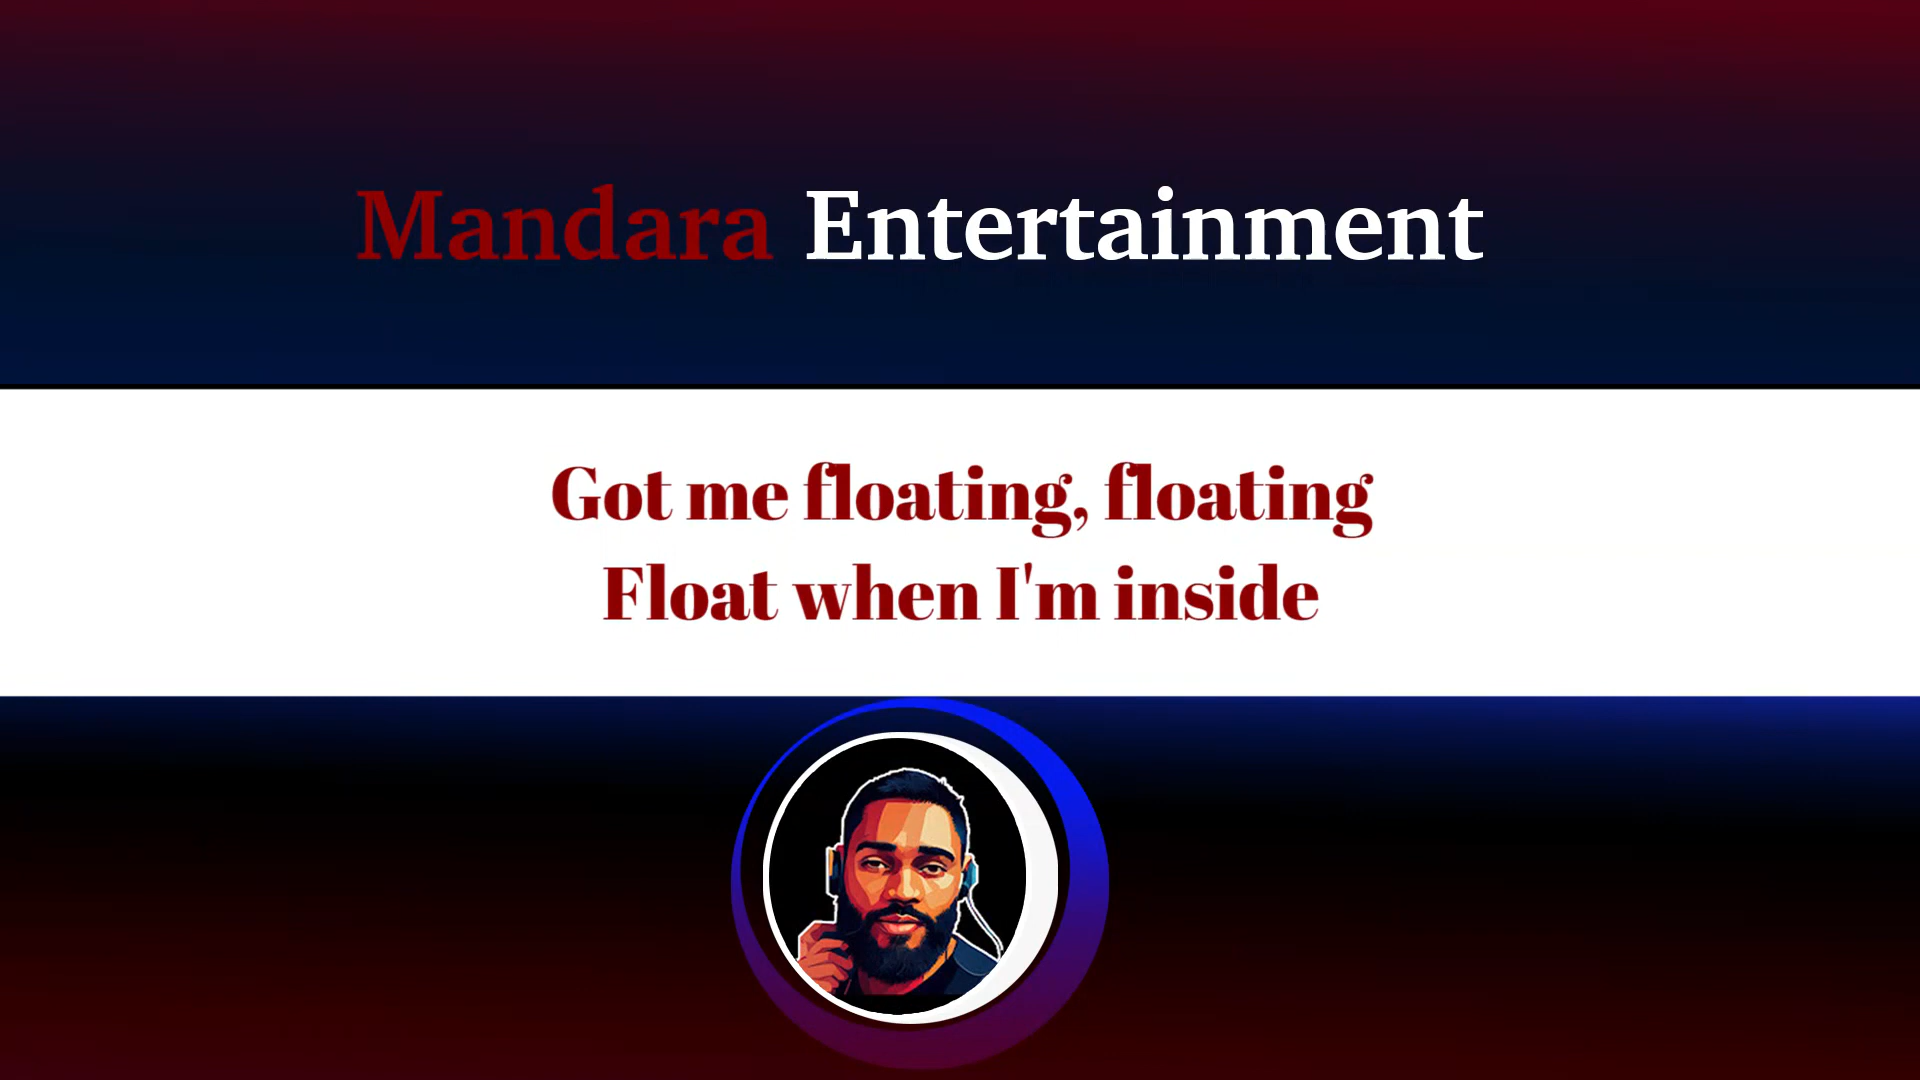 Mandara Entertainment
Got me floating, floating
Float when I'm inside